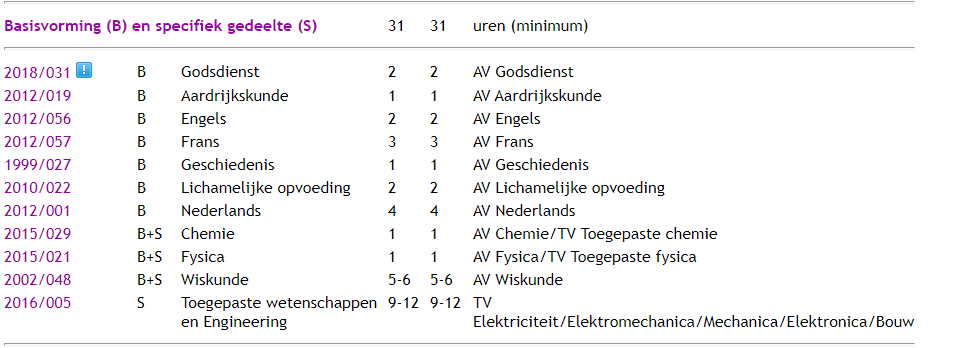 Basisvorming (B) en specifiek gedeelte (S) 31 31 uren (minimum)
2018/031 ! B Godsdienst 2 2 AV Godsdienst
2012/019 B Aardrijkskunde 1 1 AV Aardrijkskunde
2012/056 B Engels 2 2 AV Engels
2012/057 B Frans 3 3 AV Frans
1999/027 B Geschiedenis 1 1 AV Geschiedenis
2010/022 B Lichamelijke opvoeding 2 2 AV Lichamelijke opvoeding
2012/001 B Nederlands 4 4 AV Nederlands
2015/029 B+S Chemie 1 1 AV Chemie/TV Toegepaste chemie
2015/021 B+S Fysica 1 1 AV Fysica/TV Toegepaste fysica
2002/048 B+S Wiskunde 5-6 5-6 AV Wiskunde
2016/005 S Toegepaste wetenschappen 9-12 9-12 TV
en Engineering Elektriciteit/Elektromechanica/Mechanica/Elektronica/Bouw